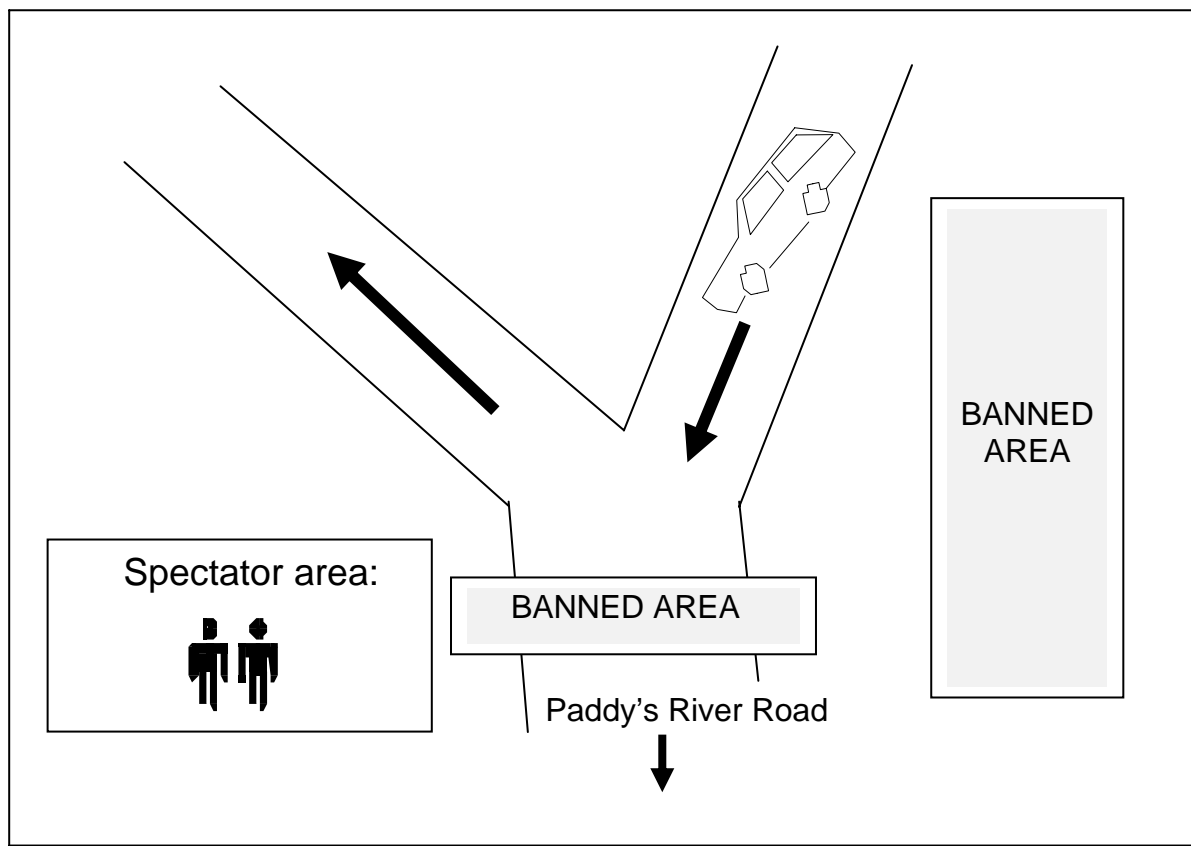 BANNED
AREA
Spectator area:
BANNED AREA
Paddy’s River Road